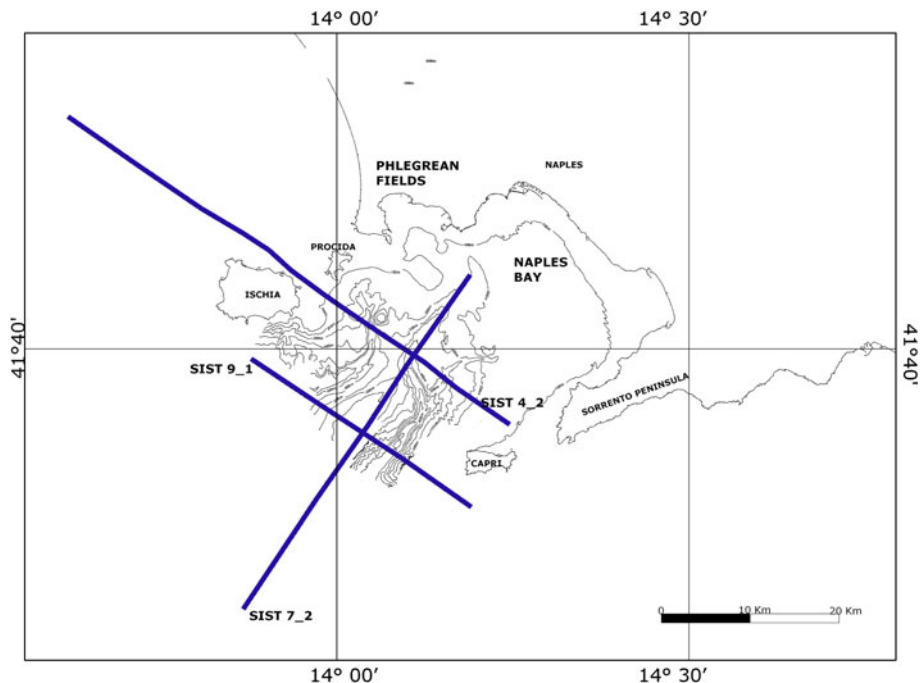 14° 00’
14° 30’
PHLEGREAN
FIELDS
NAPLES
PROCIDA
NAPLES
BAY
ISCHIA
41°40’
41°40’
SIST 9_1
SIST 4_2
SORRENTO PENINSULA
CAPRI
SIST 7_2
0
10 Km
20 Km
14° 00’
14° 30’